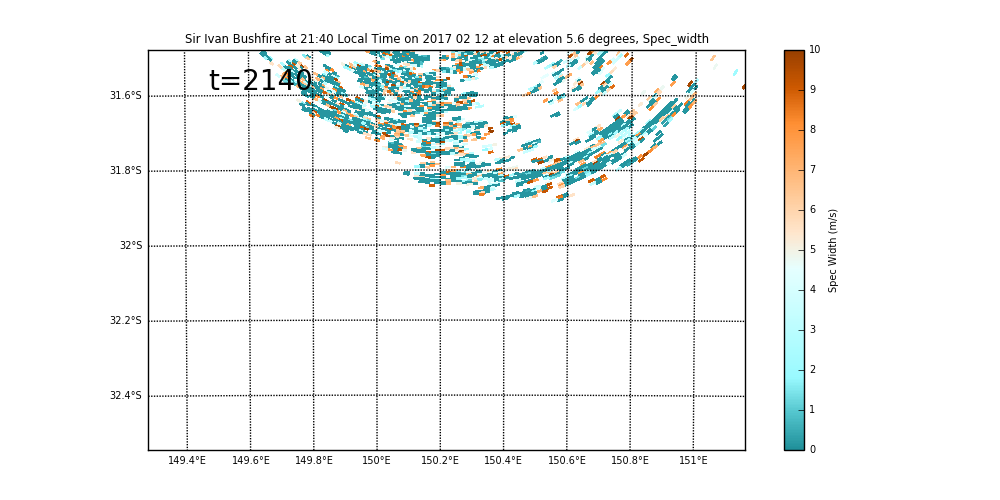 Sir Ivan Bushfire at 21:40 Local Time on 2017 02 12 at elevation 5.6 degrees, Spec_width
t=2140
31.6°S
31.8°S
32°S
32.2°S
32.4°S
149.4°E 149.6°E 149.8°E 150°E 150.2°E 150.4°E 150.6°E 150.8°E 151°E
10
9
8
7
6
5
4
3
2
1
0
Spec Width (m/s)